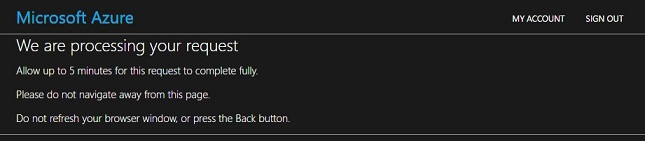 Microsoft Azure
MY ACCOUNT SIGN OUT
We are processing your request
Allow up to 5 minutes for this request to complete fully.
Please do not navigate away from this page.
Do not refresh your browser window, or press the Back button.